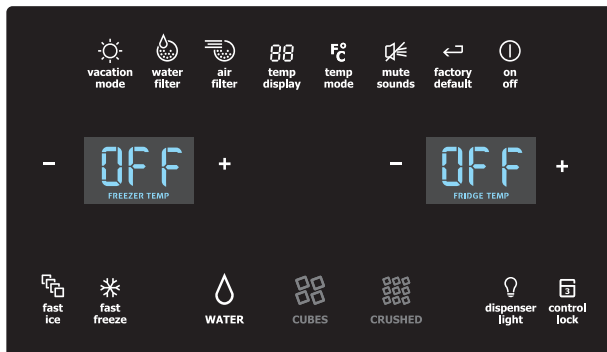 88 F° C
vacation mode
water filter
air filter
temp display
temp mode
mute sounds
factory default
on off
- OFF +
FREEZER TEMP
- OFF +
FRIDGE TEMP
3
fast ice
fast freeze
WATER
CUBES
CRUSHED
dispenser light
control lock